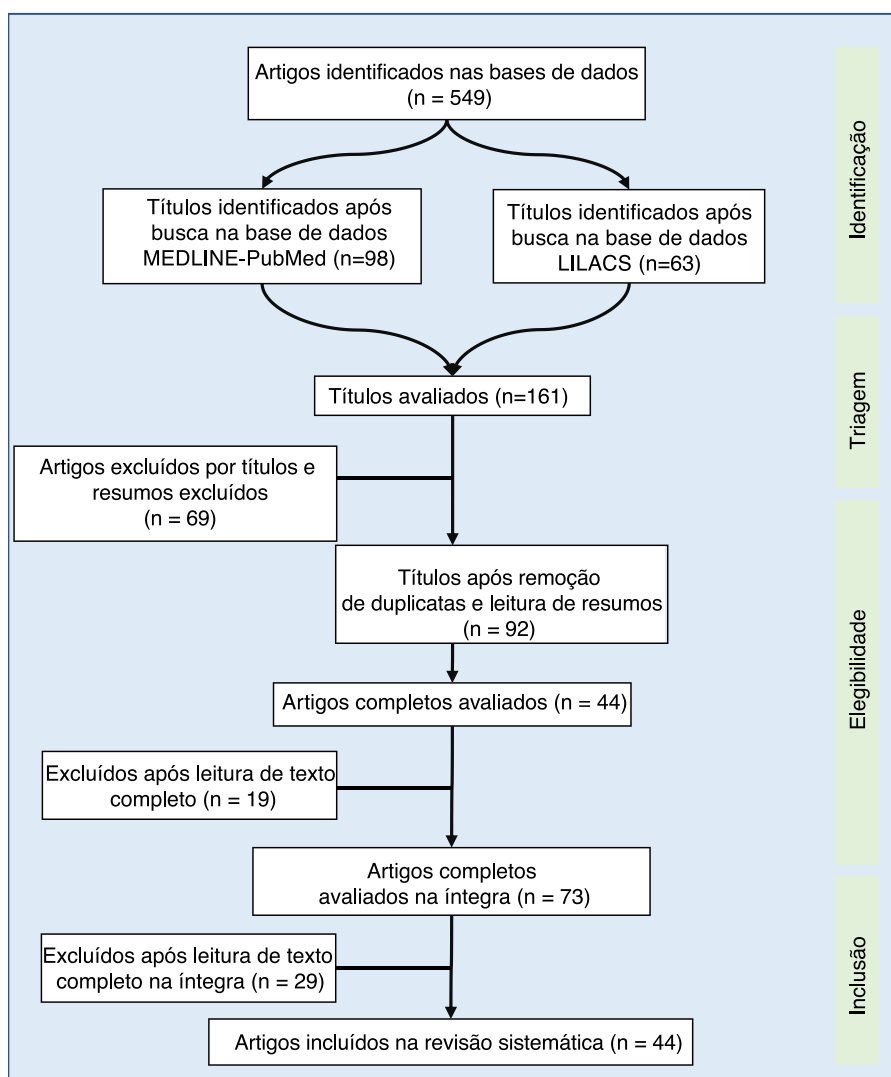 Artigos identificados nas bases de dados
(n = 549)
Títulos identificados após
busca na base de dados
MEDLINE-PubMed (n=98)
Títulos identificados após
busca na base de dados
LILACS (n=63)
Identificação
Títulos avaliados (n=161)
Triagem
Artigos excluídos por títulos e
resumos excluídos
(n = 69)
Títulos após remoção
de duplicatas e leitura de resumos
(n = 92)
Artigos completos avaliados (n = 44)
Elegibilidade
Excluídos após leitura de texto
completo (n = 19)
Artigos completos
avaliados na íntegra (n = 73)
Excluídos após leitura de texto
completo na íntegra (n = 29)
Inclusão
Artigos incluídos na revisão sistemática (n = 44)